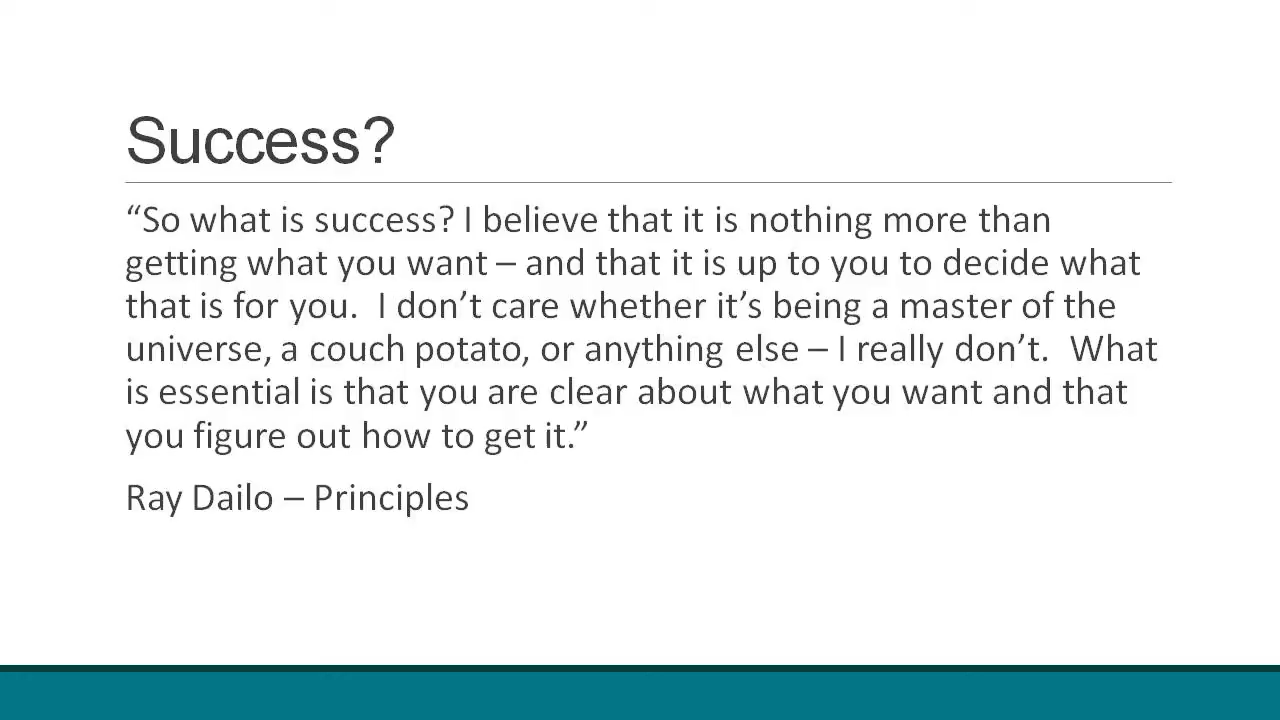 Success?
“So what is success? I believe that it is nothing more than
getting what you want – and that it is up to you to decide what
that is for you.  I don’t care whether it’s being a master of the
universe, a couch potato, or anything else – I really don’t.  What
is essential is that you are clear about what you want and that
you figure out how to get it.”
Ray Dailo – Principles